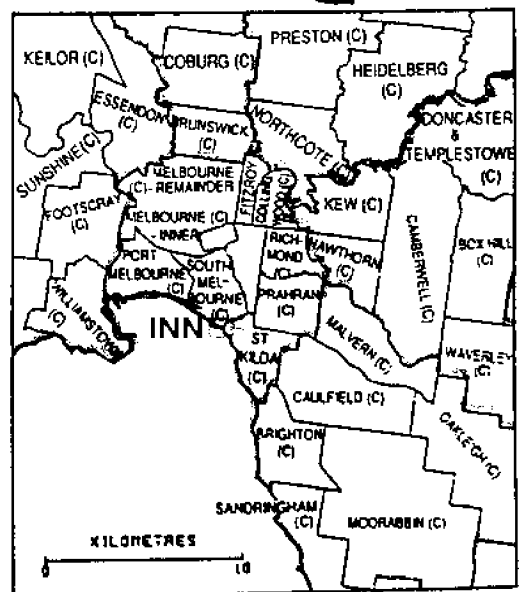 PRESTON (C)
KEILOR (C)
COBURG (C)
HEIDELBERG
(C)
ESSENDON
(C)
BRUNSWICK
(C)
NORTHCOTE (C)
DONCASTER
&
TEMPLESTOWE
(C)
SUNSHINE (C)
MELBOURNE
(C)-REMAINDER
FITZROY
COLLING
WOOD (C)
KEW (C)
FOOTSCRAY
(C)
MELBOURNE (C)
-INNER
CAMBERWELL (C)
BOX HILL
(C)
RICH-
MOND
(C)
HAWTHORN
(C)
PORT
MELBOURNE
(C)
SOUTH
MEL-
BOURNE
(C)
PRAHRAN
(C)
WILLIAMSTOWN
(C)
INN
ST
KILDA
(C)
MALVERN (C)
WAVERLEY
(C)
CAULFIELD (C)
OAKLEIGH (C)
BRIGHTON
(C)
SANDRINGHAM
(C)
MOORABBIN (C)
KILOMETRES
0 10